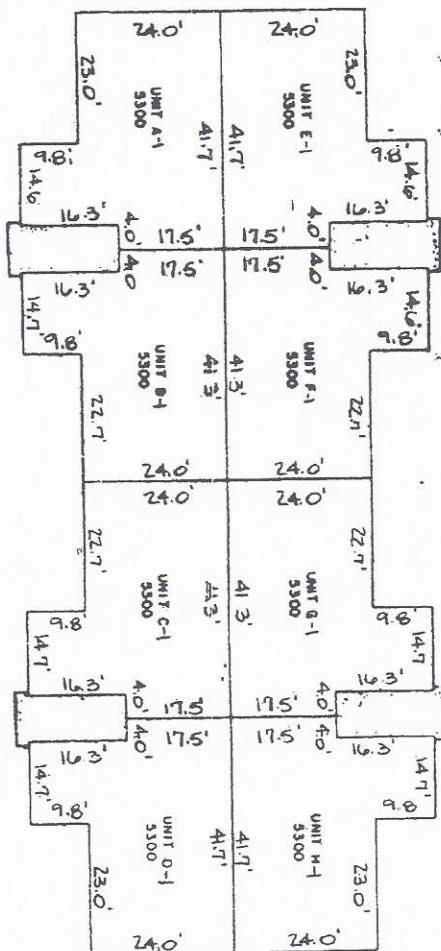 24.0' 24.0'
23.0' UNIT A-1 5300 41.7' 41.7' UNIT E-1 5300 23.0'
9.8' 9.8'
14.6 14.6'
16.3' 4.0' 4.0' 16.3'
17.5' 17.5'
17.5' 17.5'
16.3' 4.0 4.0' 16.3'
14.7' 14.6'
9.8' 9.8'
22.7' UNIT B-1 5300 41.3' 41.3' UNIT F-1 5300 22.7'
24.0' 24.0'
24.0' 24.0'
22.7' UNIT C-1 5300 41.3' 41.3' UNIT G-1 5300 22.7'
9.8' 9.8'
14.7' 14.7
16.3' 4.0' 4.0' 16.3'
17.5' 17.5'
17.5' 17.5'
16.3' 4.0' 4.0' 16.3'
14.7' 14.7'
9.8' 9.8
23.0' UNIT D-1 5300 41.7' 41.7' UNIT H-1 5300 23.0'
24.0' 24.0'